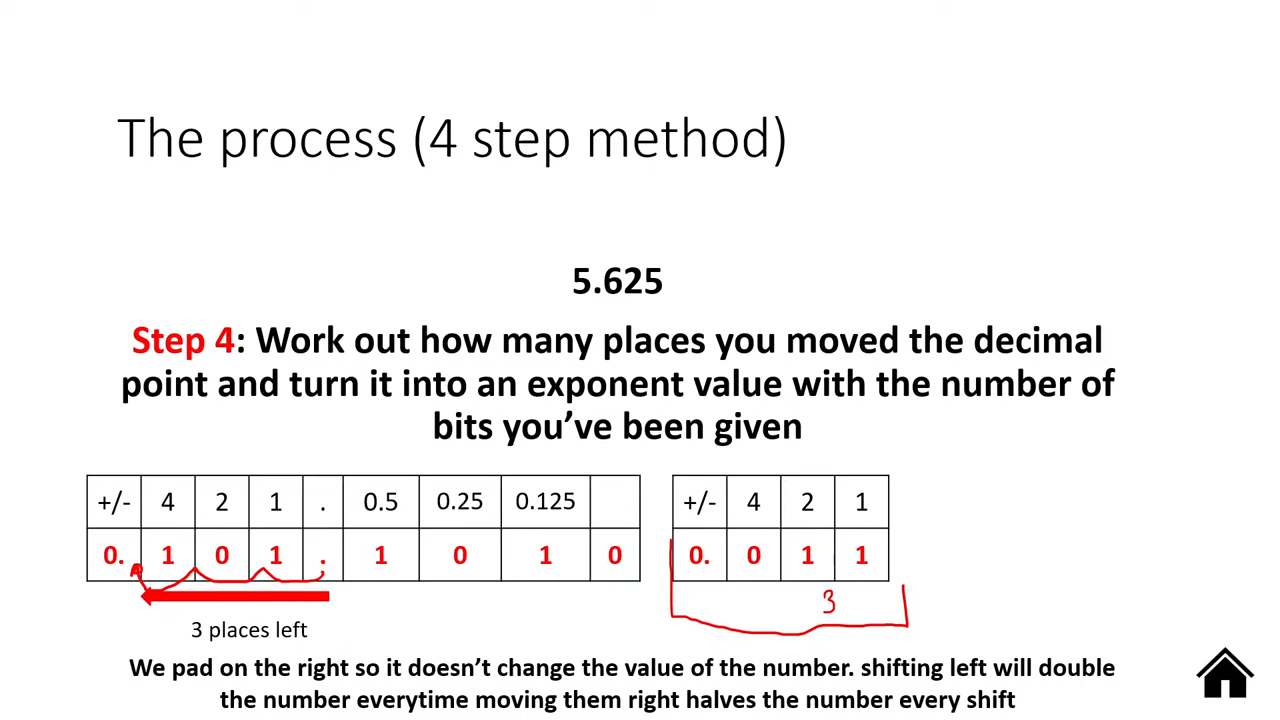 The process (4 step method)
5.625
Step 4: Work out how many places you moved the decimal
point and turn it into an exponent value with the number of
bits you've been given
+/- 4 2 1 . 0.5 0.25 0.125 +/- 4 2 1
0. 1 0 1 . 1 0 1 0 0. 0 1 1
3
3 places left
We pad on the right so it doesn't change the value of the number. shifting left will double
the number everytime moving them right halves the number every shift